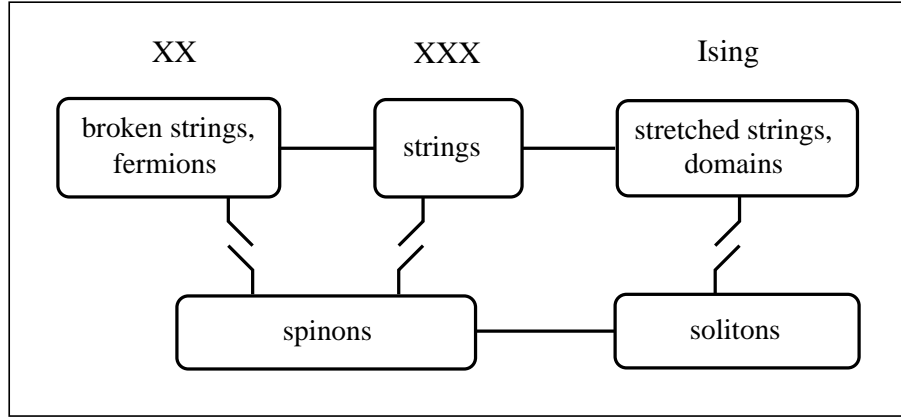 XX
XXX
Ising
broken strings,
fermions
strings
stretched strings,
domains
spinons
solitons